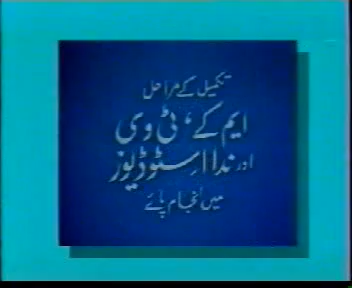 تکمیل کے مراحل
ایم کے، ٹی وی
اور ندا اسٹوڈیوز
میں انجام پائے